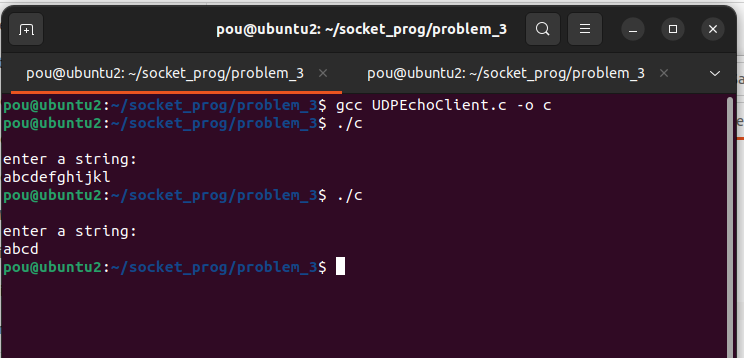 pou@ubuntu2: ~/socket_prog/problem_3
pou@ubuntu2: ~/socket_prog/problem_3 × pou@ubuntu2: ~/socket_prog/problem_3 ×
pou@ubuntu2:~/socket_prog/problem_3$ gcc UDPEchoClient.c -o c
pou@ubuntu2:~/socket_prog/problem_3$ ./c
enter a string:
abcdefghijkl
pou@ubuntu2:~/socket_prog/problem_3$ ./c
enter a string:
abcd
pou@ubuntu2:~/socket_prog/problem_3$